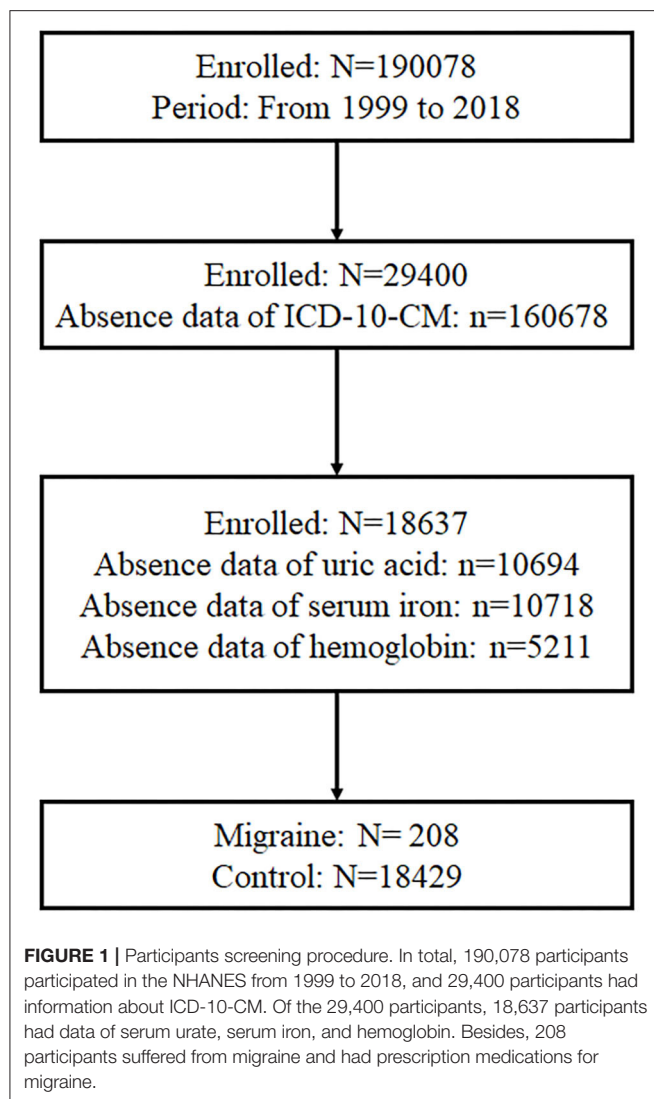 Enrolled: N=190078
Period: From 1999 to 2018
Enrolled: N=29400
Absence data of ICD-10-CM: n=160678
Enrolled: N=18637
Absence data of uric acid: n=10694
Absence data of serum iron: n=10718
Absence data of hemoglobin: n=5211
Migraine: N= 208
Control: N=18429
FIGURE 1 | Participants screening procedure. In total, 190,078 participants
participated in the NHANES from 1999 to 2018, and 29,400 participants had
information about ICD-10-CM. Of the 29,400 participants, 18,637 participants
had data of serum urate, serum iron, and hemoglobin. Besides, 208
participants suffered from migraine and had prescription medications for
migraine.